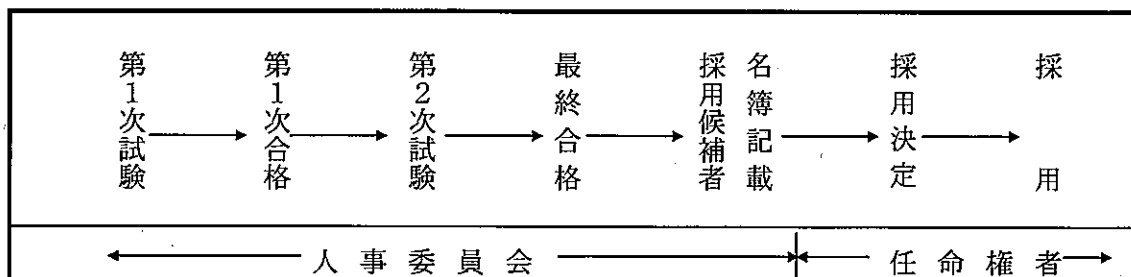 第1次試験
第1次合格
第2次試験
最終合格
採用候補者
名簿記載
採用決定
採用
人事委員会
任命権者